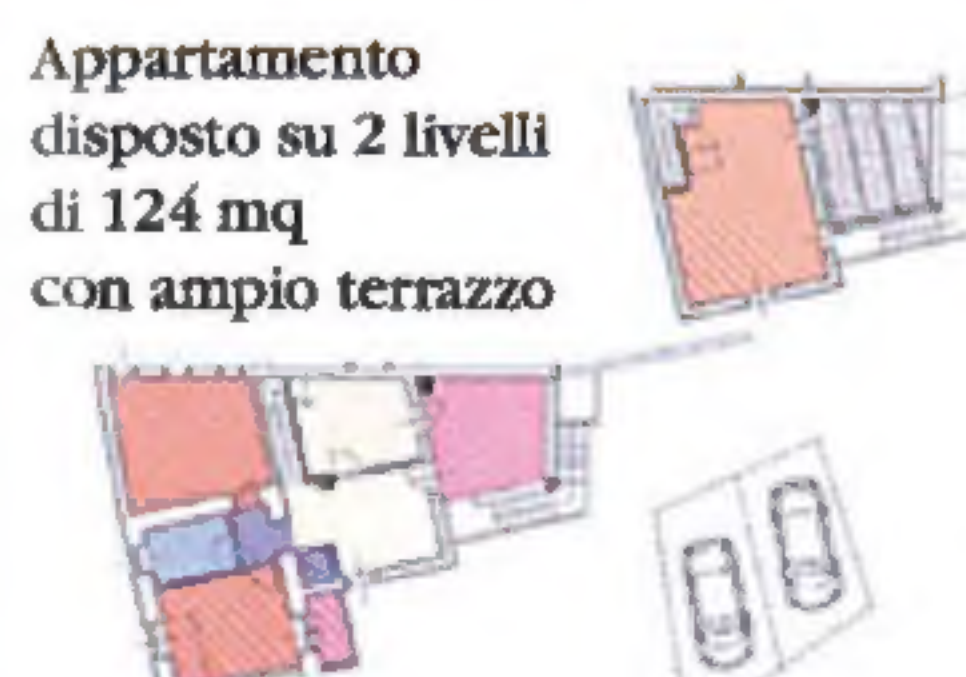 Appartamento
disposto su 2 livelli
di 124 mq
con ampio terrazzo